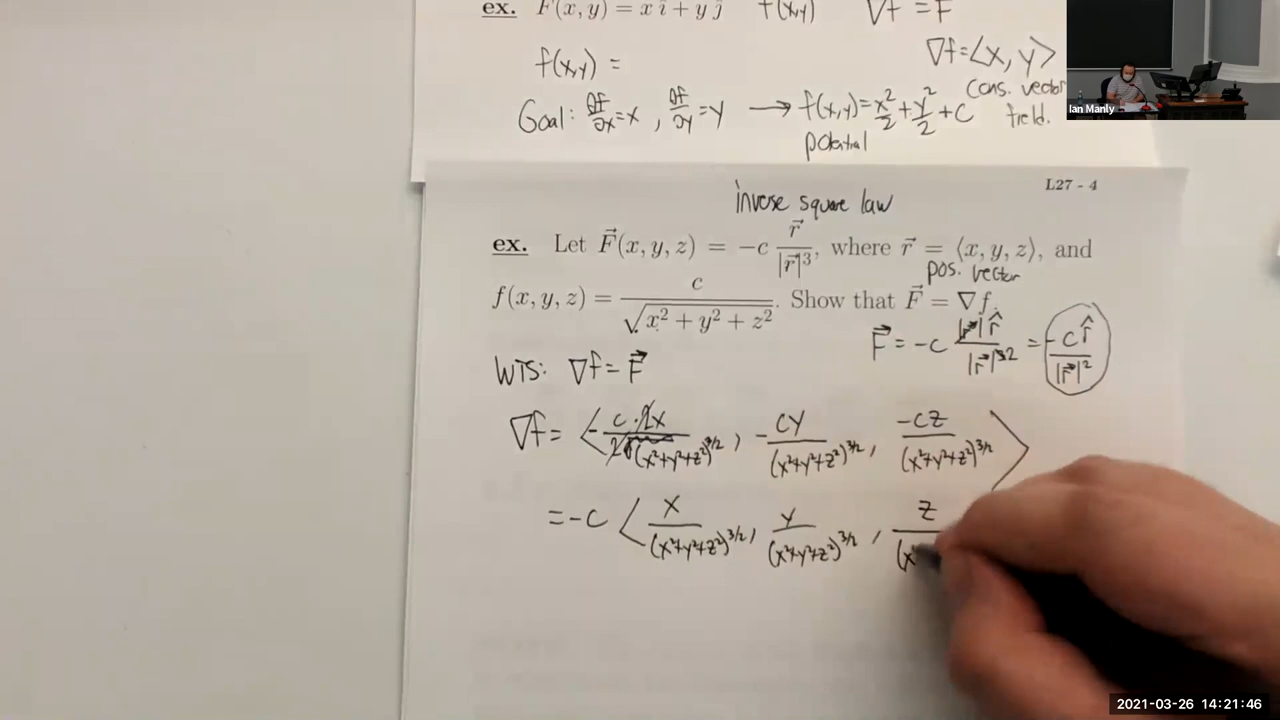 ex. F(x,y) = x i + y j f(x,y) ∇f = F
∇f = ⟨x, y⟩
f(x,y) =
Cons. vector field.
Goal: ∂f/∂x = x , ∂f/∂y = y → f(x,y) = x²/2 + y²/2 + C
potential
Ian Manly
L27 - 4
inverse square law
ex. Let F⃗(x, y, z) = −c r⃗/|r⃗|³, where r⃗ = ⟨x, y, z⟩, and
pos. vector
f(x, y, z) = c/√(x² + y² + z²). Show that F⃗ = ∇f.
F⃗ = -c |r⃗| r̂/|r⃗|³² = -c r̂/|r⃗|²
WTS: ∇f = F⃗
∇f = ⟨ -c·2x/2(x²+y²+z²)^3/2 , -cy/(x²+y²+z²)^3/2 , -cz/(x²+y²+z²)^3/2 ⟩
= -c ⟨ x/(x²+y²+z²)^3/2 , y/(x²+y²+z²)^3/2 , z/(x
2021-03-26 14:21:46